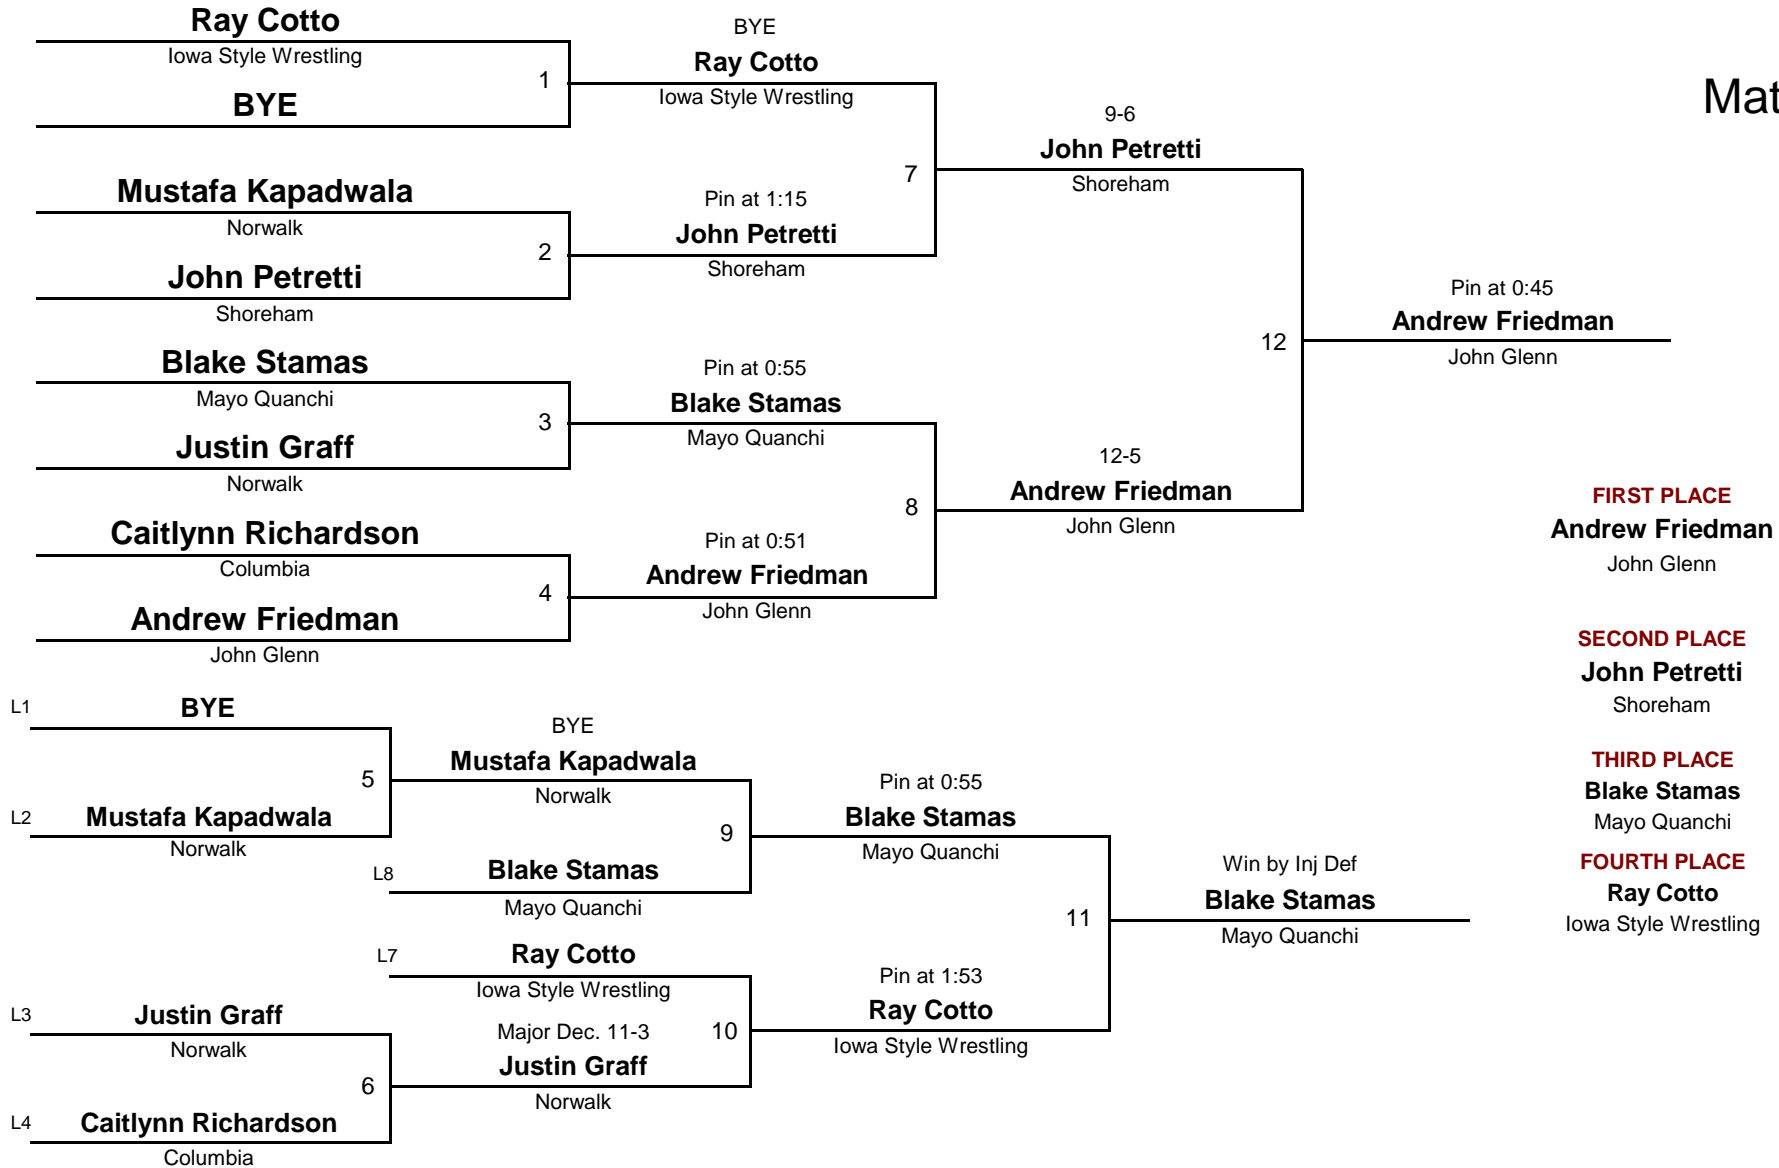 Ray Cotto
Iowa Style Wrestling
1
BYE
BYE
Ray Cotto
Iowa Style Wrestling
Mustafa Kapadwala
Norwalk
2
John Petretti
Shoreham
Pin at 1:15
John Petretti
Shoreham
7
9-6
John Petretti
Shoreham
Mat
Blake Stamas
Mayo Quanchi
3
Justin Graff
Norwalk
Pin at 0:55
Blake Stamas
Mayo Quanchi
Caitlynn Richardson
Columbia
4
Andrew Friedman
John Glenn
Pin at 0:51
Andrew Friedman
John Glenn
8
12-5
Andrew Friedman
John Glenn
12
Pin at 0:45
Andrew Friedman
John Glenn
FIRST PLACE
Andrew Friedman
John Glenn
SECOND PLACE
John Petretti
Shoreham
THIRD PLACE
Blake Stamas
Mayo Quanchi
FOURTH PLACE
Ray Cotto
Iowa Style Wrestling
L1
BYE
5
L2
Mustafa Kapadwala
Norwalk
BYE
Mustafa Kapadwala
Norwalk
9
L8
Blake Stamas
Mayo Quanchi
Pin at 0:55
Blake Stamas
Mayo Quanchi
L7
Ray Cotto
Iowa Style Wrestling
10
L3
Justin Graff
Norwalk
6
L4
Caitlynn Richardson
Columbia
Major Dec. 11-3
Justin Graff
Norwalk
Pin at 1:53
Ray Cotto
Iowa Style Wrestling
11
Win by Inj Def
Blake Stamas
Mayo Quanchi